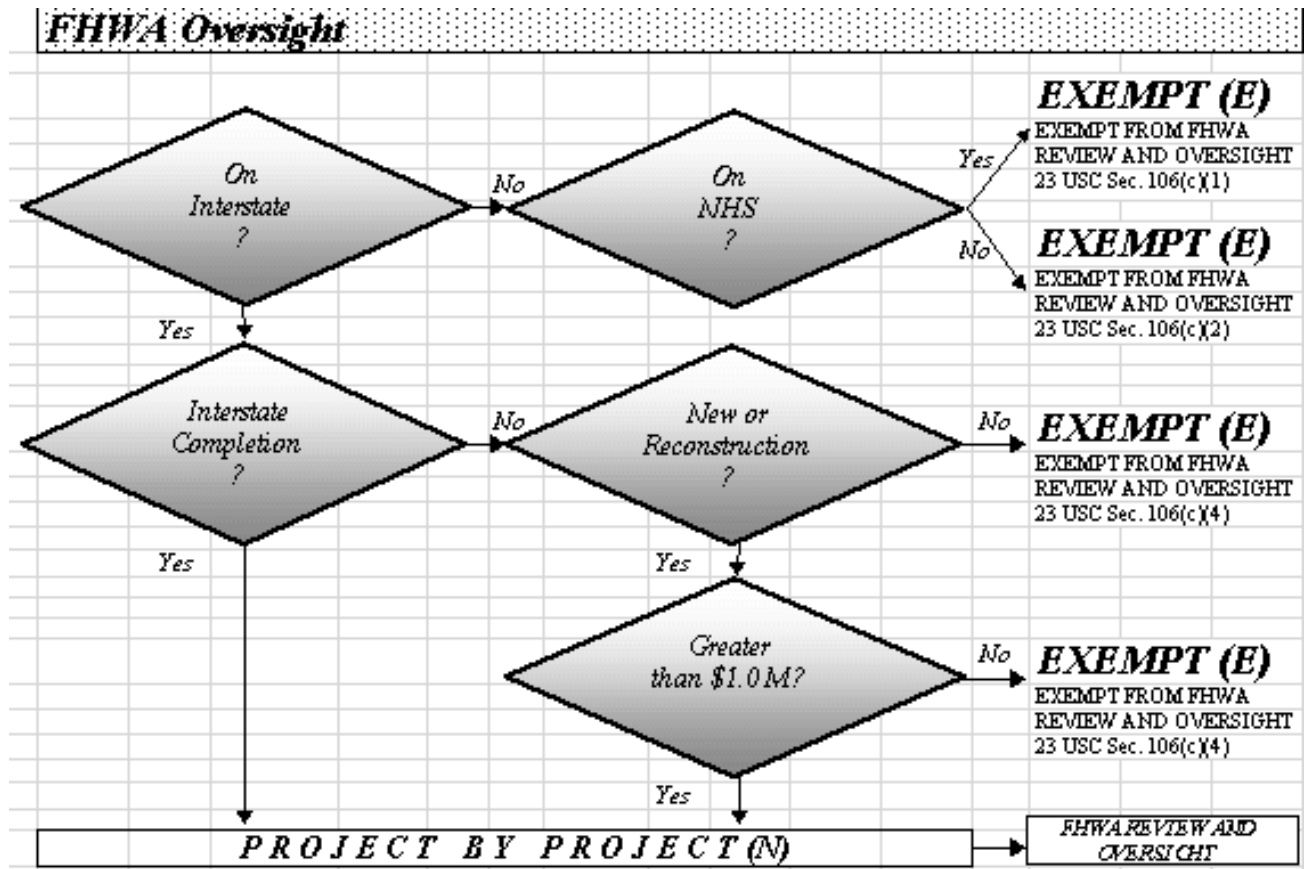 FHWA Oversight
On
Interstate
?
No
On
NHS
?
Yes
EXEMPT (E)
EXEMPT FROM FHWA
REVIEW AND OVERSIGHT
23 USC Sec. 106(c)(1)
No
EXEMPT (E)
EXEMPT FROM FHWA
REVIEW AND OVERSIGHT
23 USC Sec. 106(c)(2)
Yes
Interstate
Completion
?
No
New or
Reconstruction
?
No
EXEMPT (E)
EXEMPT FROM FHWA
REVIEW AND OVERSIGHT
23 USC Sec. 106(c)(4)
Yes
Yes
Greater
than $1.0 M?
No
EXEMPT (E)
EXEMPT FROM FHWA
REVIEW AND OVERSIGHT
23 USC Sec. 106(c)(4)
Yes
PROJECT BY PROJECT (N)
FHWA REVIEW AND
OVERSIGHT